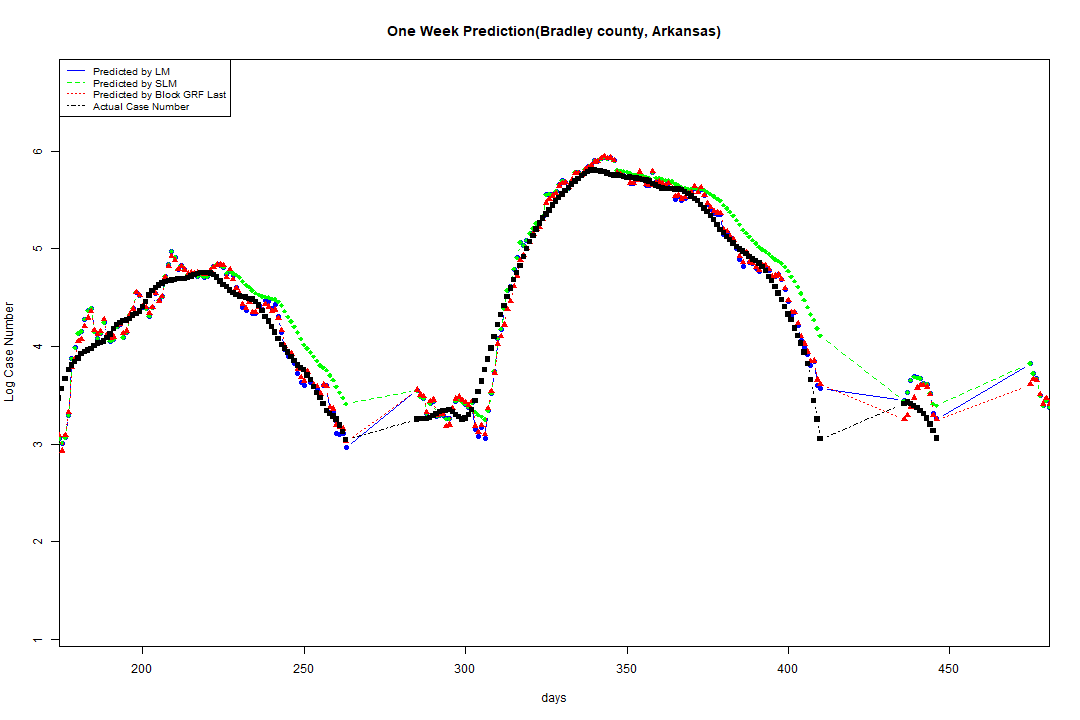 One Week Prediction(Bradley county, Arkansas)
Predicted by LM
Predicted by SLM
Predicted by Block GRF Last
Actual Case Number
Log Case Number
6
5
4
3
2
1
200 250 300 350 400 450
days